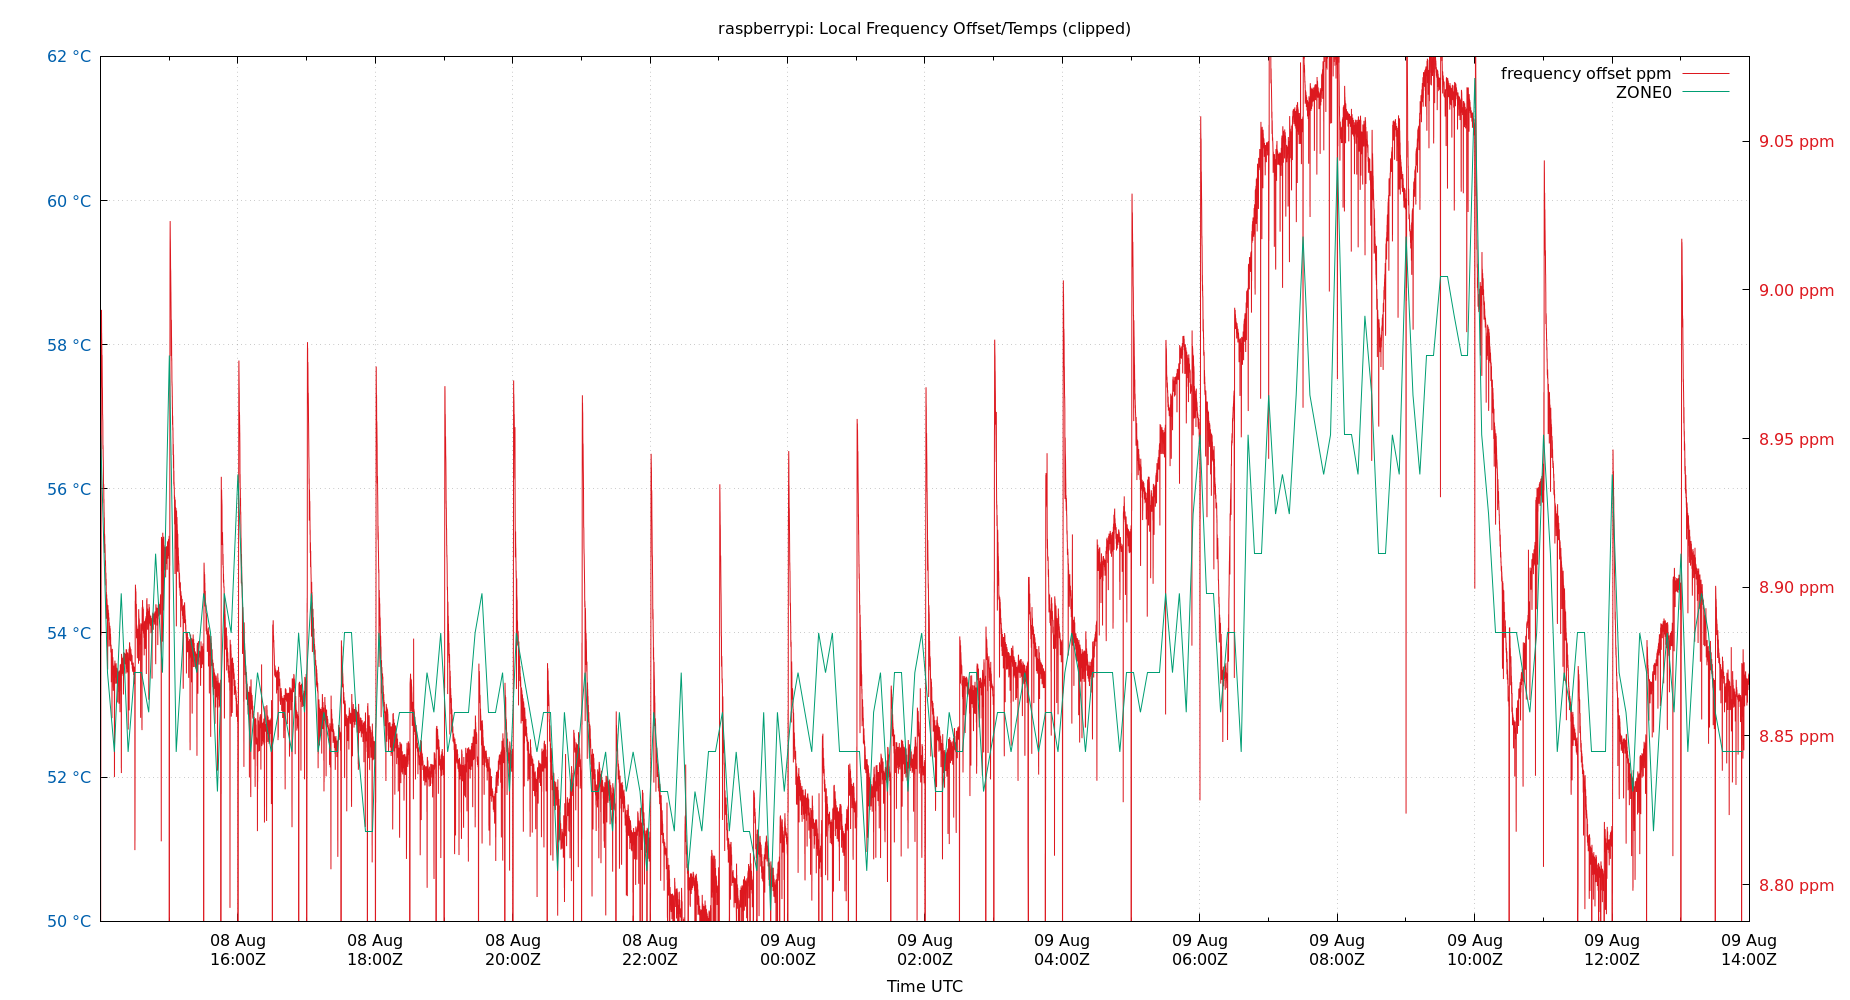 raspberrypi: Local Frequency Offset/Temps (clipped)
frequency offset ppm
ZONE0
62 °C
60 °C
58 °C
56 °C
54 °C
52 °C
50 °C
9.05 ppm
9.00 ppm
8.95 ppm
8.90 ppm
8.85 ppm
8.80 ppm
08 Aug
16:00Z
08 Aug
18:00Z
08 Aug
20:00Z
08 Aug
22:00Z
09 Aug
00:00Z
09 Aug
02:00Z
09 Aug
04:00Z
09 Aug
06:00Z
09 Aug
08:00Z
09 Aug
10:00Z
09 Aug
12:00Z
09 Aug
14:00Z
Time UTC